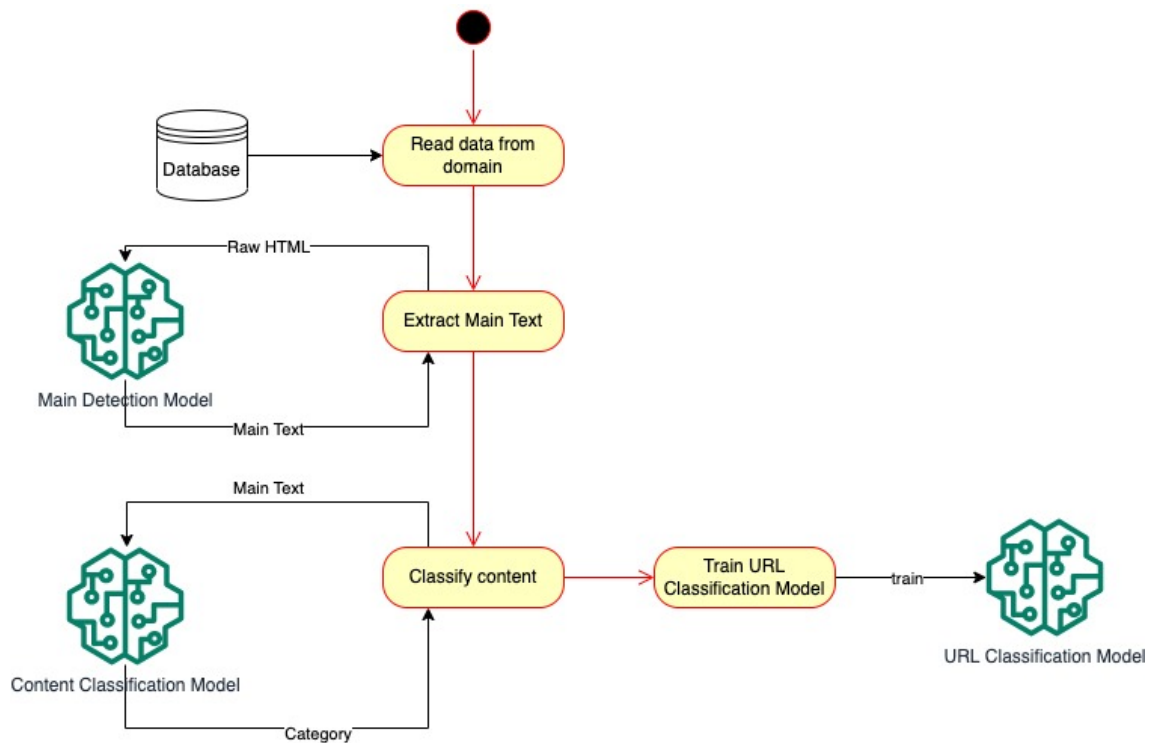 Read data from
domain
Database
Raw HTML
Extract Main Text
Main Detection Model
Main Text
Main Text
Classify content
Train URL
Classification Model
train
URL Classification Model
Content Classification Model
Category